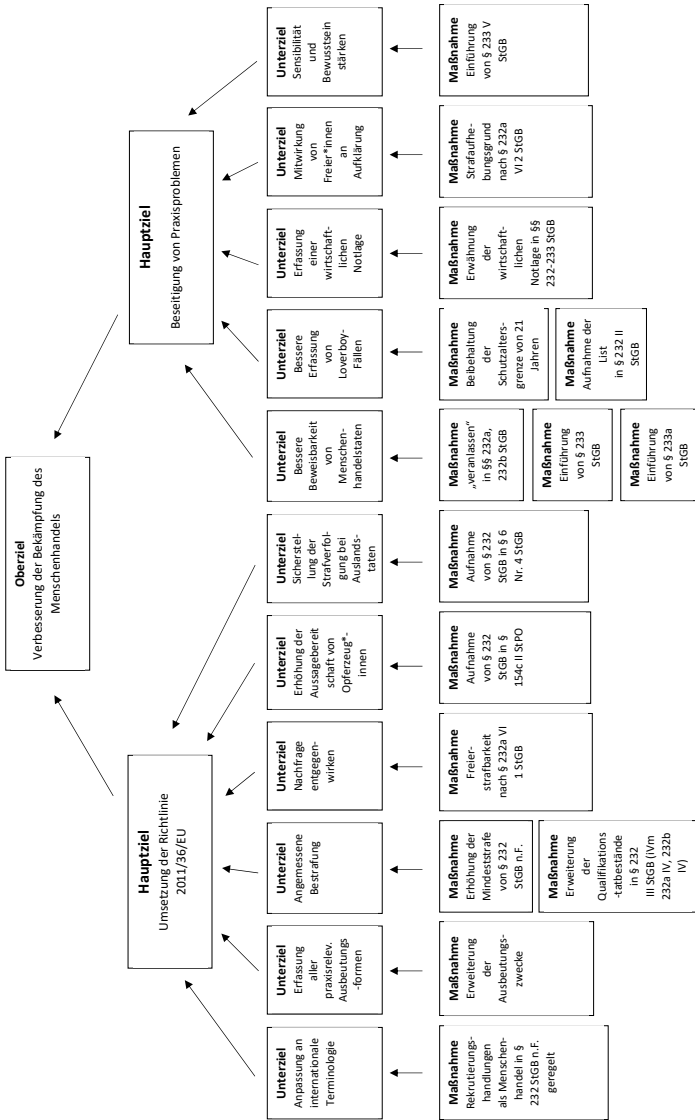 Oberziel
Verbesserung der Bekämpfung des
Menschenhandels
Hauptziel
Umsetzung der Richtlinie
2011/36/EU
Hauptziel
Beseitigung von Praxisproblemen
Unterziel
Anpassung an
internationale
Terminologie
Unterziel
Erfassung
aller
praxisrelev.
Ausbeutungs
-formen
Unterziel
Angemessene
Bestrafung
Unterziel
Nachfrage
entgegen-
wirken
Unterziel
Erhöhung der
Aussagebereit
schaft von
Opferzeug*-
innen
Unterziel
Sicherstel-
lung der
Strafverfol-
gung bei
Auslands-
taten
Unterziel
Bessere
Beweisbarkeit
von
Menschen-
handelstaten
Unterziel
Bessere
Erfassung
von
Loverboy-
Fällen
Unterziel
Erfassung
einer
wirtschaft-
lichen
Notlage
Unterziel
Mitwirkung
von
Freier*innen
an
Aufklärung
Unterziel
Sensibilität
und
Bewusstsein
stärken
Maßnahme
Rekrutierungs-
handlungen
als Menschen-
handel in §
232 StGB n.F.
geregelt
Maßnahme
Erweiterung
der
Ausbeutungs-
zwecke
Maßnahme
Erhöhung der
Mindeststrafe
von § 232
StGB n.F.
Maßnahme
Erweiterung
der
Qualifikations
-tatbestände
in § 232
III StGB (iVm
232a IV, 232b
IV)
Maßnahme
Freier-
strafbarkeit
nach § 232a VI
1 StGB
Maßnahme
Aufnahme
von § 232
StGB in §
154c II StPO
Maßnahme
Aufnahme
von § 232
StGB in § 6
Nr. 4 StGB
Maßnahme
„veranlassen“
in §§ 232a,
232b StGB
Maßnahme
Einführung
von § 233
StGB
Maßnahme
Einführung
von § 233a
StGB
Maßnahme
Beibehaltung
der
Schutzalters-
grenze von 21
Jahren
Maßnahme
Aufnahme der
List
in § 232 II
StGB
Maßnahme
Erwähnung
der
wirtschaft-
lichen
Notlage in §§
232-233 StGB
Maßnahme
Strafaufhe-
bungsgrund
nach § 232a
VI 2 StGB
Maßnahme
Einführung
von § 233 V
StGB